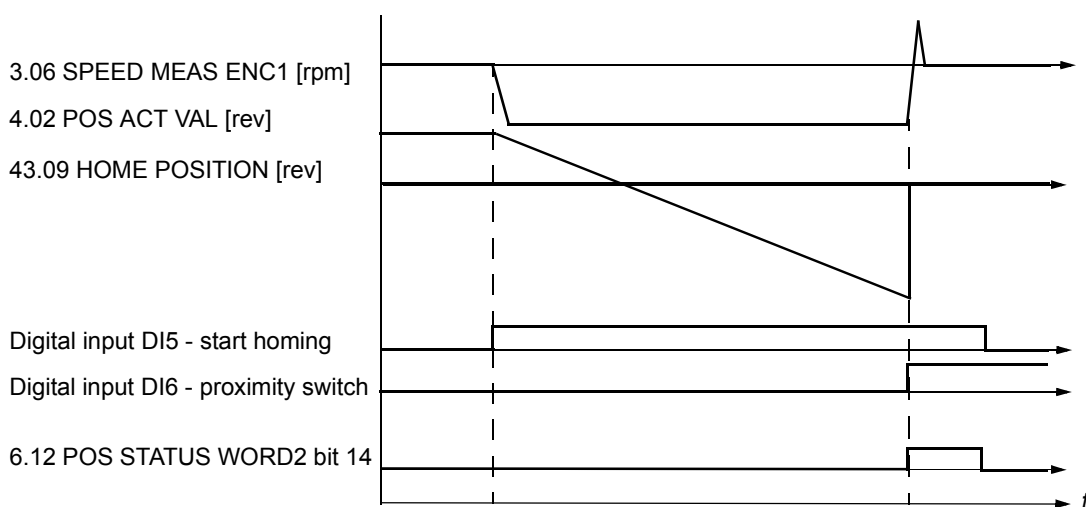 3.06 SPEED MEAS ENC1 [rpm]
4.02 POS ACT VAL [rev]
43.09 HOME POSITION [rev]
Digital input DI5 - start homing
Digital input DI6 - proximity switch
6.12 POS STATUS WORD2 bit 14
t